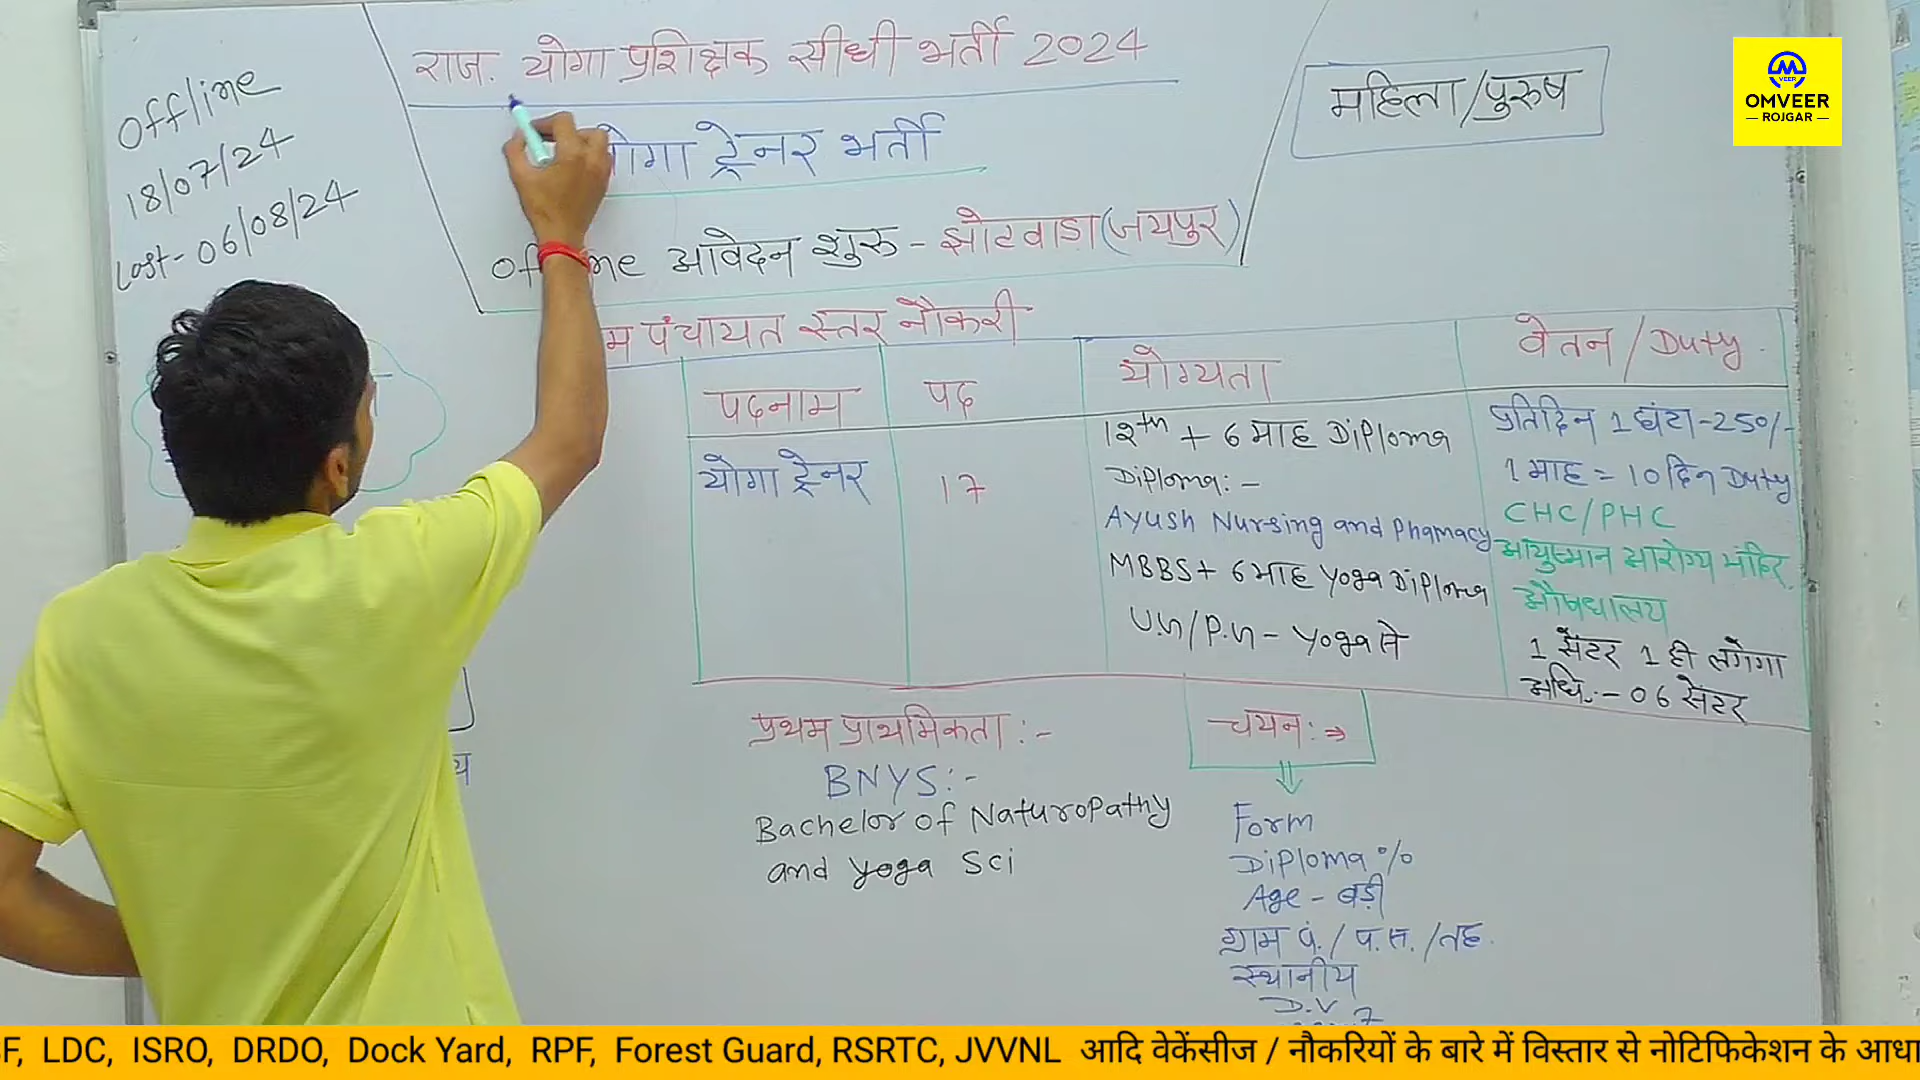 Offline
18/07/24
Last- 06/08/24
राज. योगा प्रशिक्षक सीधी भर्ती 2024
योगा ट्रेनर भर्ती
आवेदन शुरु - झोटवाड़ा (जयपुर)
पंचायत स्तर नौकरी
महिला/पुरुष
VEER
OMVEER
ROJGAR
पदनाम
योगा ट्रेनर
पद
17
योग्यता
12th + 6 माह Diploma
Diploma: -
Ayush Nursing and Phamacy
MBBS + 6 माह Yoga Diploma
U.G/P.G - Yoga में
वेतन / Duty
प्रतिदिन 1 घंटा - 250/-
1 माह = 10 दिन Duty
CHC/PHC
आयुष्मान आरोग्य मंदिर
औषधालय
1 सेंटर 1 ही लगेगा
अधि.:- 06 सेंटर
प्रथम प्राथमिकता : -
BNYS:-
Bachelor of Naturopathy
and Yoga Sci
चयन: ⇒
Form
Diploma %
Age - बड़ी
ग्राम पं. / प.स. / तह.
स्थानीय
D.V
LDC, ISRO, DRDO, Dock Yard, RPF, Forest Guard, RSRTC, JVVNL आदि वेकेंसीज / नौकरियों के बारे में विस्तार से नोटिफिकेशन के